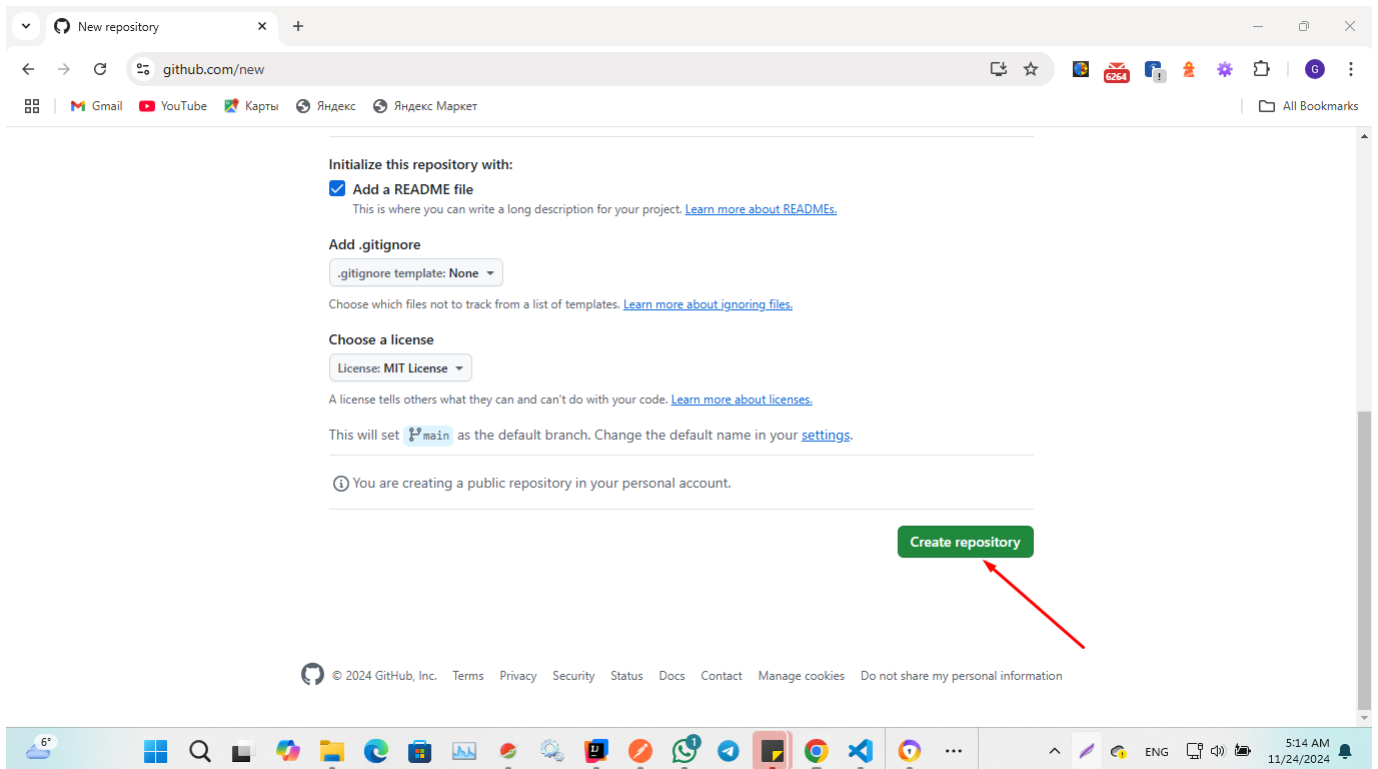 New repository
github.com/new
6264
G
Gmail
YouTube
Карты
Яндекс
Яндекс Маркет
All Bookmarks
Initialize this repository with:
Add a README file
This is where you can write a long description for your project. Learn more about READMEs.
Add .gitignore
.gitignore template: None
Choose which files not to track from a list of templates. Learn more about ignoring files.
Choose a license
License: MIT License
A license tells others what they can and can't do with your code. Learn more about licenses.
This will set main as the default branch. Change the default name in your settings.
You are creating a public repository in your personal account.
Create repository
© 2024 GitHub, Inc. Terms Privacy Security Status Docs Contact Manage cookies Do not share my personal information
6°
1
ENG
5:14 AM
11/24/2024